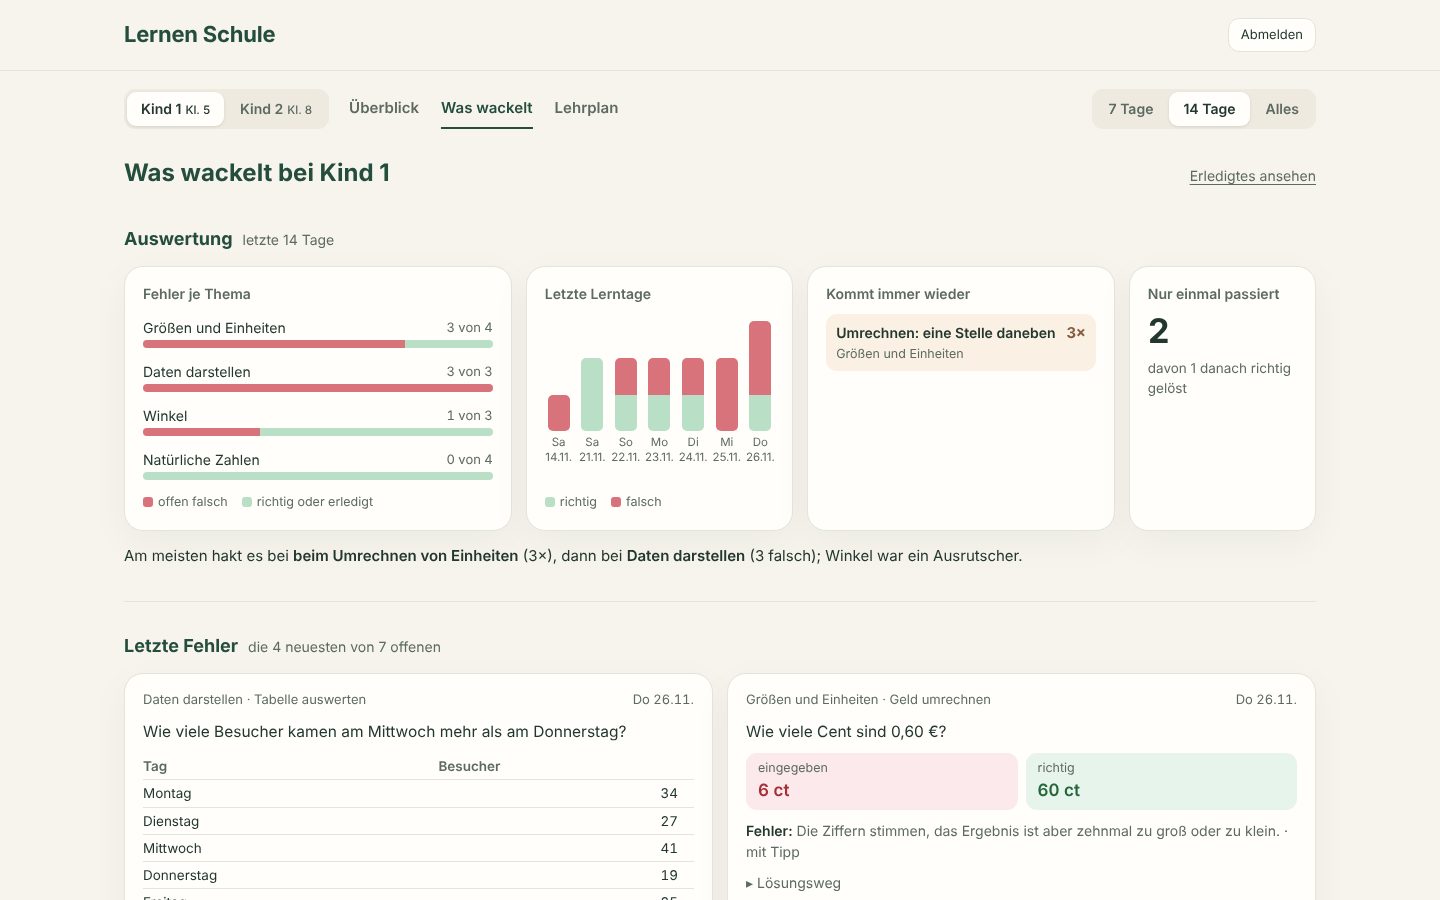 Lernen Schule
Abmelden
Kind 1 Kl. 5
Kind 2 Kl. 8
Überblick
Was wackelt
Lehrplan
7 Tage
14 Tage
Alles
Was wackelt bei Kind 1
Erledigtes ansehen
Auswertung letzte 14 Tage
Fehler je Thema
Größen und Einheiten 3 von 4
Daten darstellen 3 von 3
Winkel 1 von 3
Natürliche Zahlen 0 von 4
offen falsch richtig oder erledigt
Letzte Lerntage
Sa Sa So Mo Di Mi Do
14.11. 21.11. 22.11. 23.11. 24.11. 25.11. 26.11.
richtig falsch
Kommt immer wieder
Umrechnen: eine Stelle daneben 3×
Größen und Einheiten
Nur einmal passiert
2
davon 1 danach richtig
gelöst
Am meisten hakt es bei beim Umrechnen von Einheiten (3×), dann bei Daten darstellen (3 falsch); Winkel war ein Ausrutscher.
Letzte Fehler die 4 neuesten von 7 offenen
Daten darstellen · Tabelle auswerten Do 26.11.
Wie viele Besucher kamen am Mittwoch mehr als am Donnerstag?
Tag Besucher
Montag 34
Dienstag 27
Mittwoch 41
Donnerstag 19
Größen und Einheiten · Geld umrechnen Do 26.11.
Wie viele Cent sind 0,60 €?
eingegeben
6 ct
richtig
60 ct
Fehler: Die Ziffern stimmen, das Ergebnis ist aber zehnmal zu groß oder zu klein. ·
mit Tipp
▸ Lösungsweg